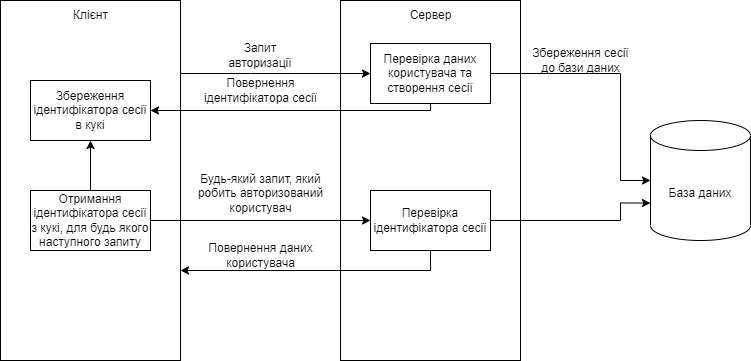 Клієнт
Сервер
Запит
авторизації
Перевірка даних
користувача та
створення сесії
Збереження сесії
до бази даних
Повернення
ідентифікатора сесії
Збереження
ідентифікатора сесії
в кукі
Будь-який запит, який
робить авторизований
користувач
Отримання
ідентифікатора сесії
з кукі, для будь якого
наступного запиту
Перевірка
ідентифікатора сесії
База даних
Повернення даних
користувача